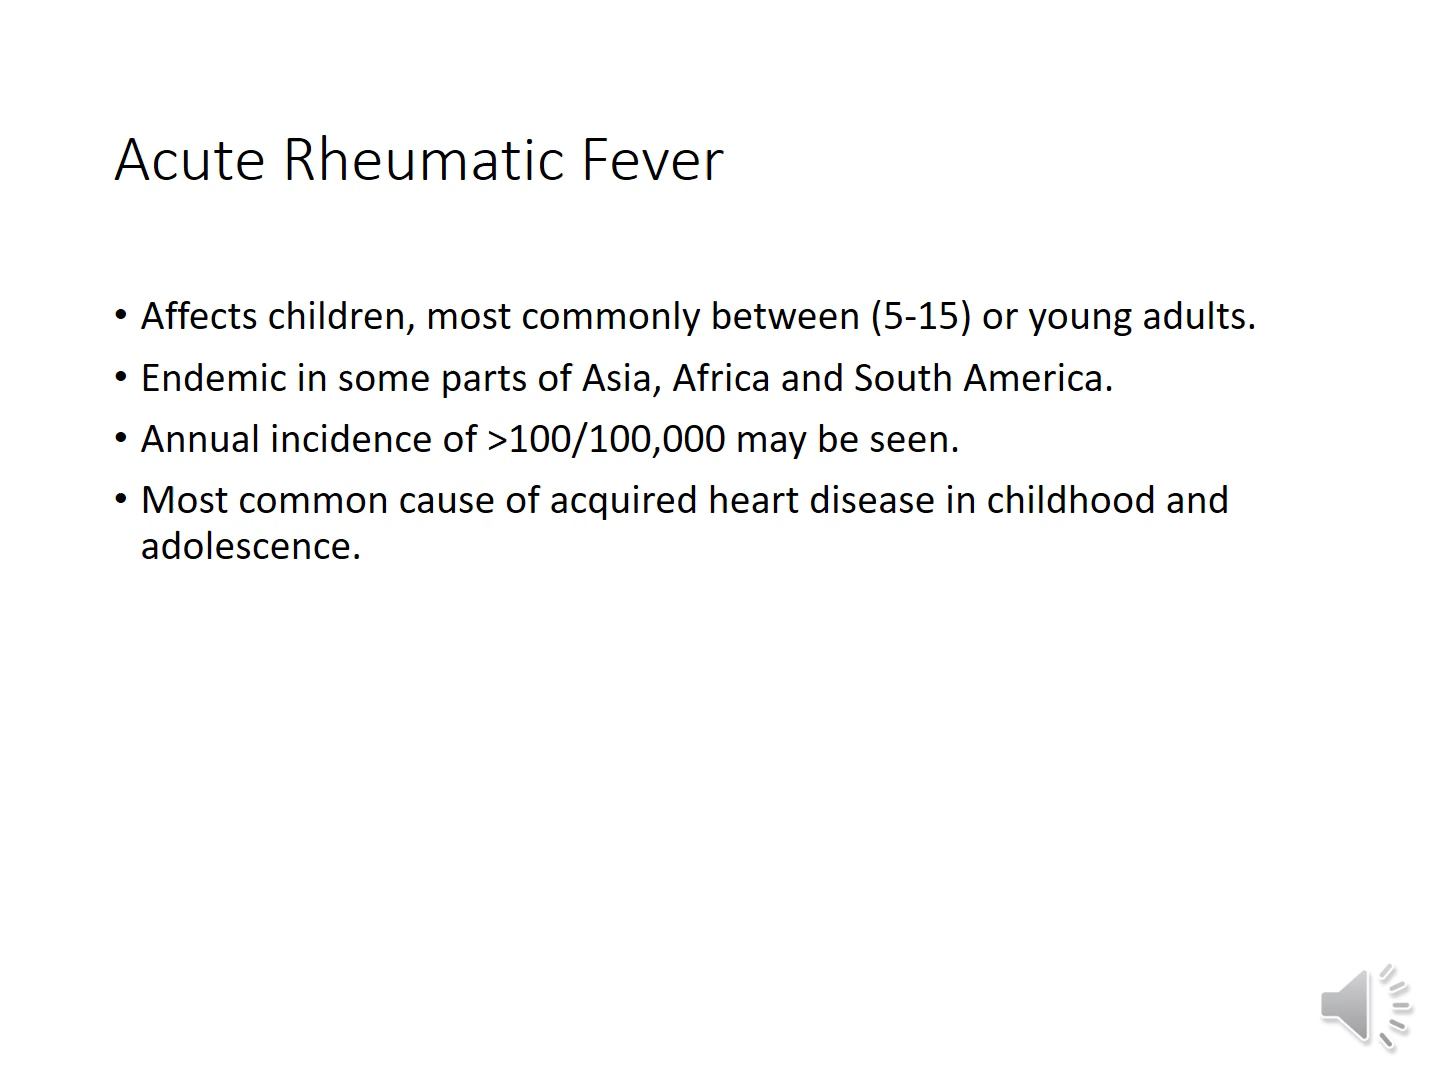 Acute Rheumatic Fever
• Affects children, most commonly between (5-15) or young adults.
• Endemic in some parts of Asia, Africa and South America.
• Annual incidence of >100/100,000 may be seen.
• Most common cause of acquired heart disease in childhood and
adolescence.